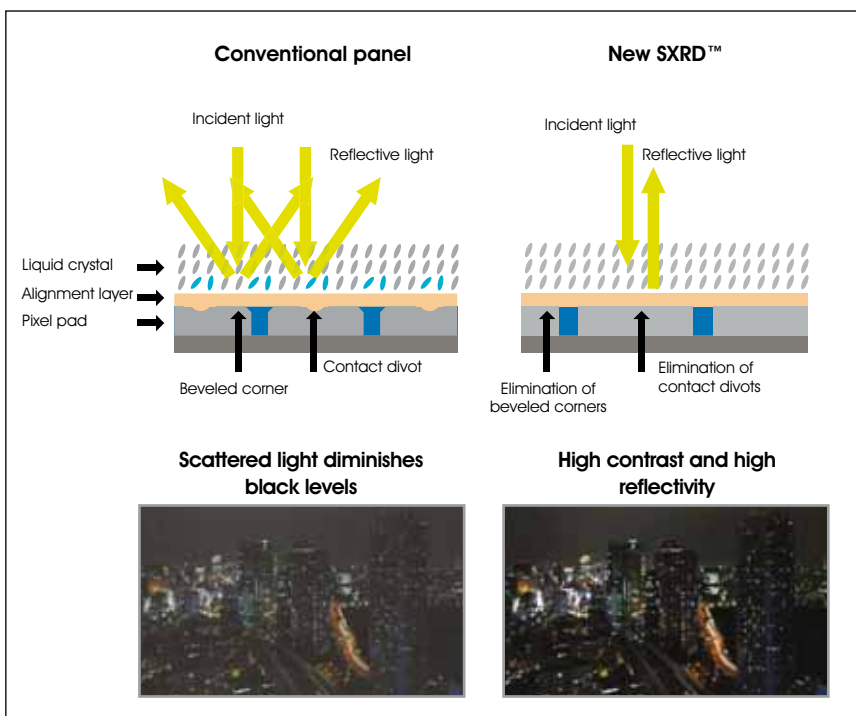 Conventional panel
New SXRD™
Incident light
Reflective light
Incident light
Reflective light
Liquid crystal
Alignment layer
Pixel pad
Beveled corner
Contact divot
Elimination of
beveled corners
Elimination of
contact divots
Scattered light diminishes
black levels
High contrast and high
reflectivity